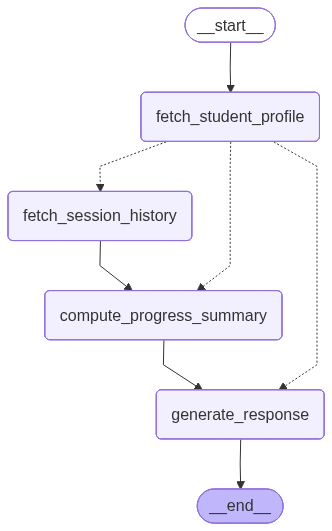 __start__
fetch_student_profile
fetch_session_history
compute_progress_summary
generate_response
__end__